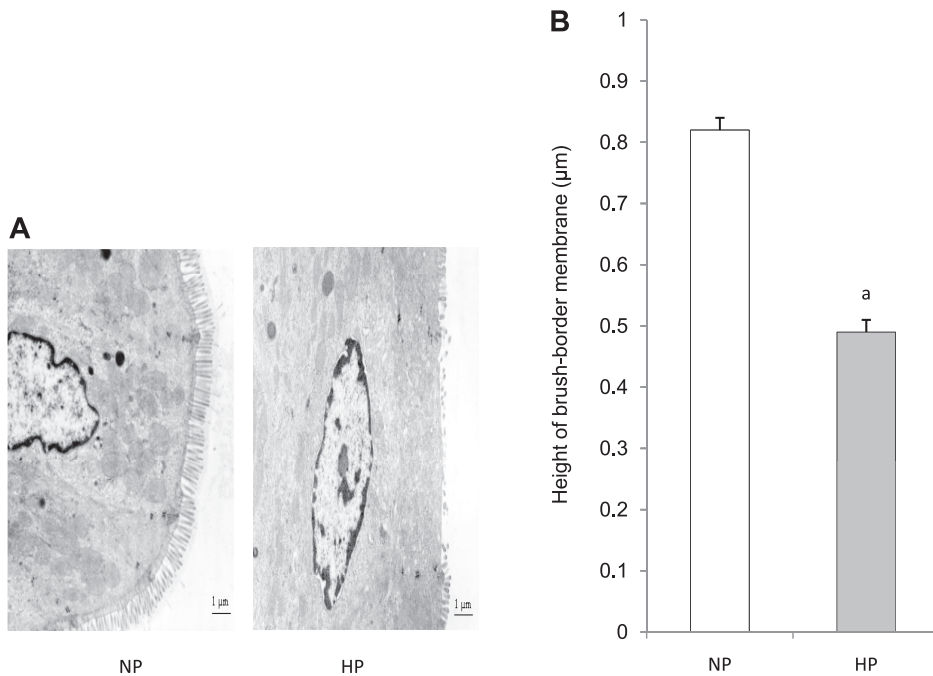 A
1 μm
1 μm
NP
HP
B
Height of brush-border membrane (μm)
1
0.9
0.8
0.7
0.6
0.5
0.4
0.3
0.2
0.1
0
a
NP
HP